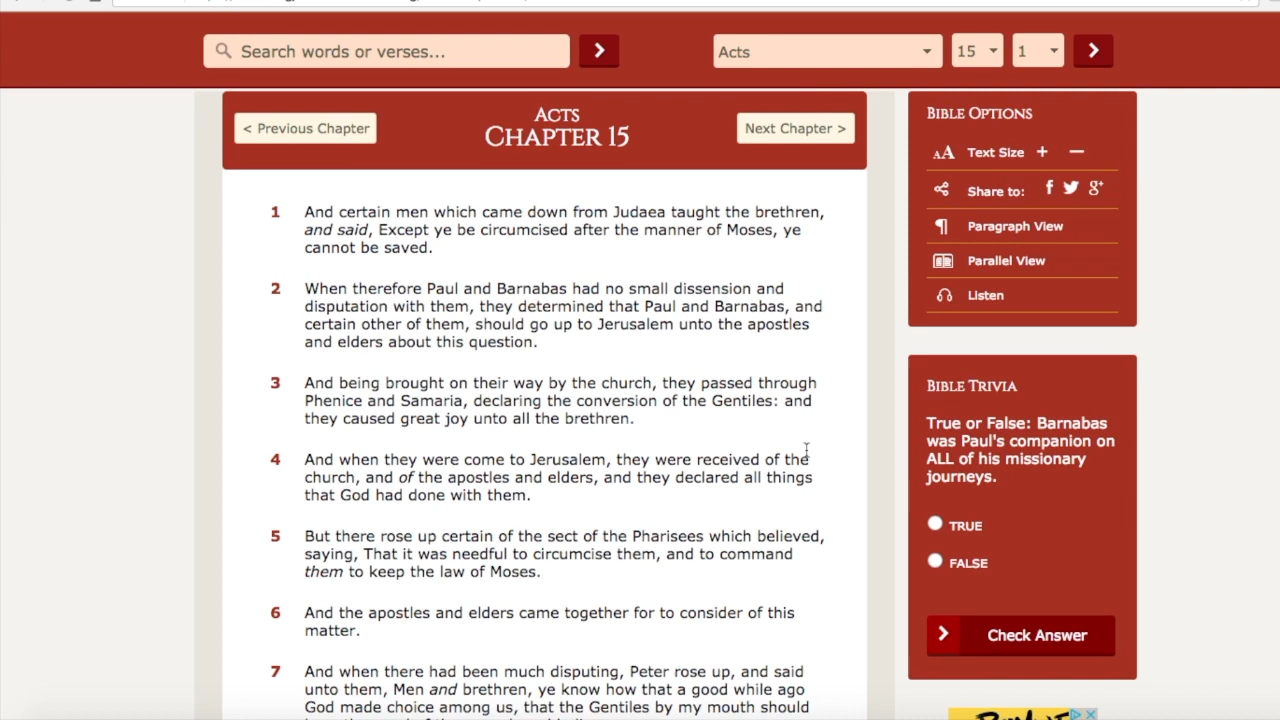 Search words or verses...
Acts
15
1
< Previous Chapter
Acts
Chapter 15
Next Chapter >
1 And certain men which came down from Judaea taught the brethren,
and said, Except ye be circumcised after the manner of Moses, ye
cannot be saved.
2 When therefore Paul and Barnabas had no small dissension and
disputation with them, they determined that Paul and Barnabas, and
certain other of them, should go up to Jerusalem unto the apostles
and elders about this question.
3 And being brought on their way by the church, they passed through
Phenice and Samaria, declaring the conversion of the Gentiles: and
they caused great joy unto all the brethren.
4 And when they were come to Jerusalem, they were received of the
church, and of the apostles and elders, and they declared all things
that God had done with them.
5 But there rose up certain of the sect of the Pharisees which believed,
saying, That it was needful to circumcise them, and to command
them to keep the law of Moses.
6 And the apostles and elders came together for to consider of this
matter.
7 And when there had been much disputing, Peter rose up, and said
unto them, Men and brethren, ye know how that a good while ago
God made choice among us, that the Gentiles by my mouth should
Bible Options
AA Text Size + −
Share to: f g+
¶ Paragraph View
Parallel View
Listen
Bible Trivia
True or False: Barnabas
was Paul's companion on
ALL of his missionary
journeys.
TRUE
FALSE
Check Answer